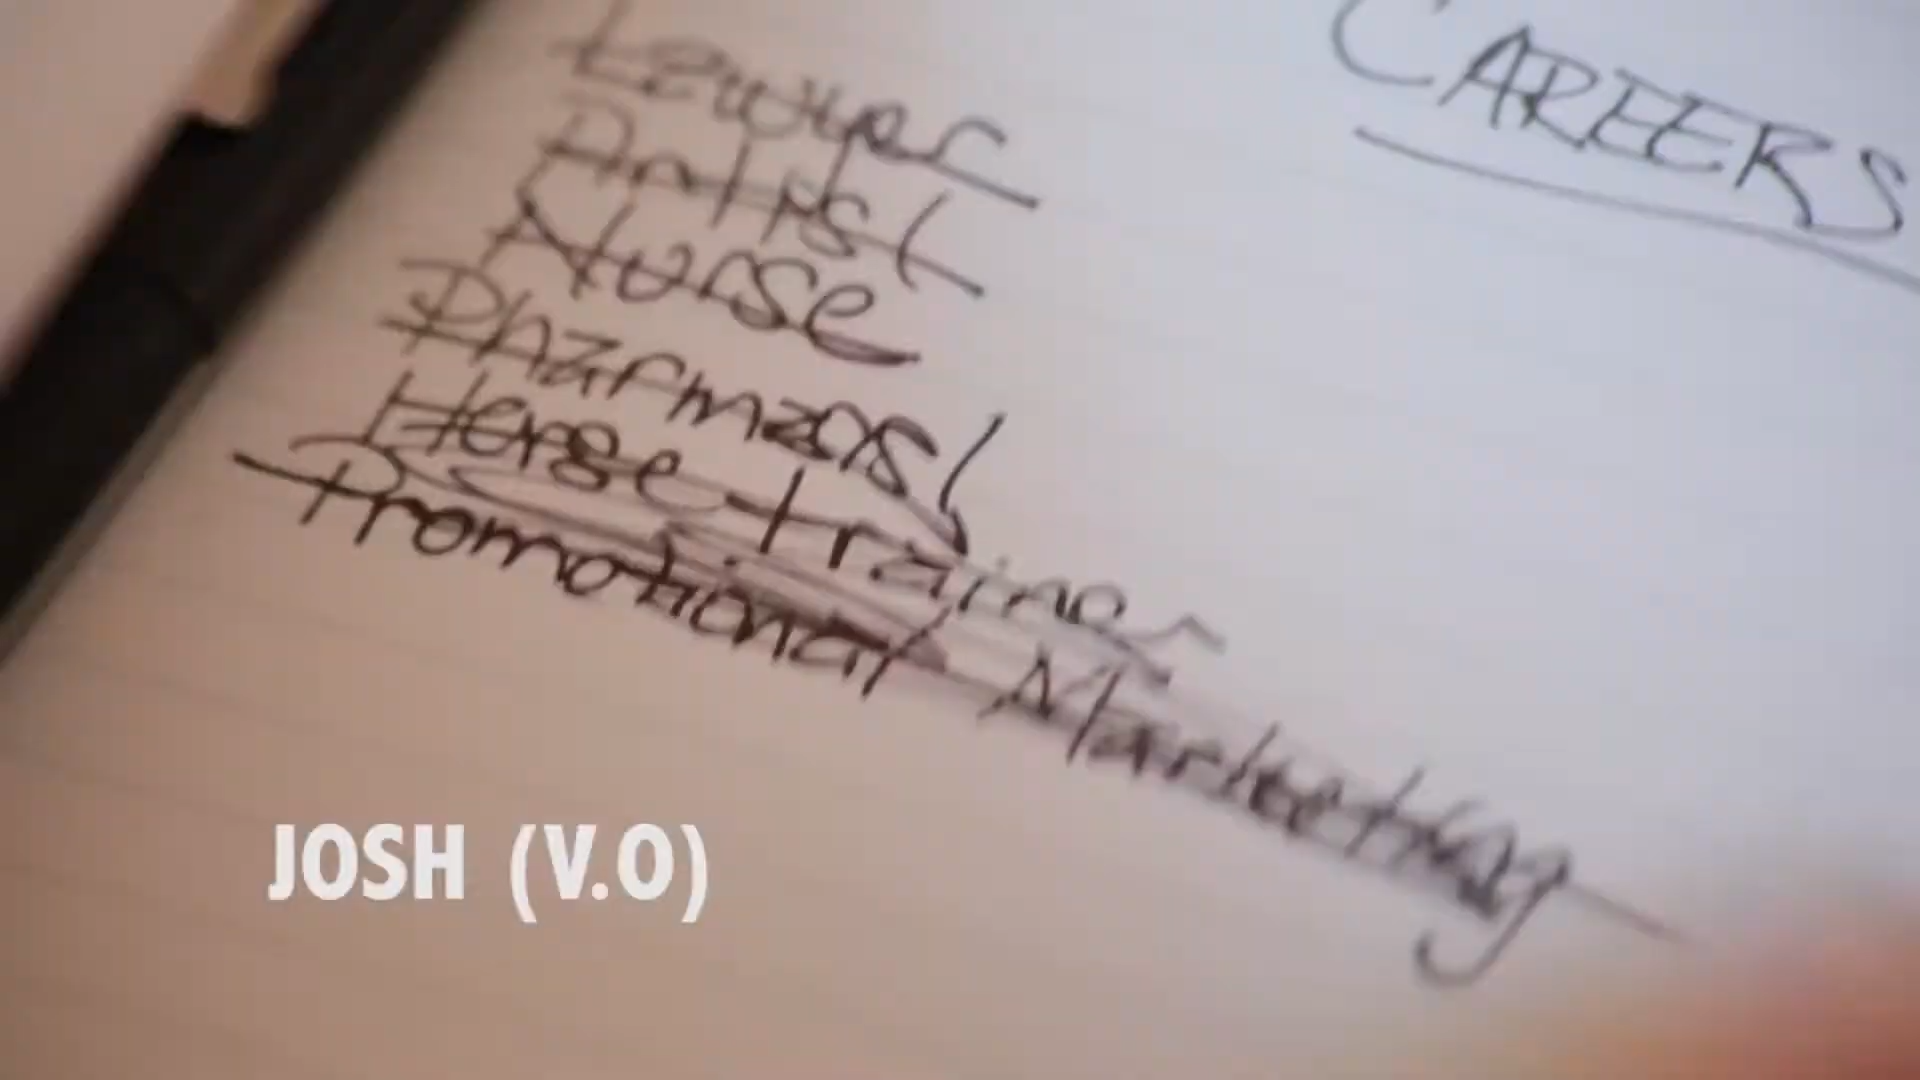 CAREERS
Lawyer
Artist
Nurse
Pharmacist
Horse trainer
Promotional Marketing
JOSH (V.O)